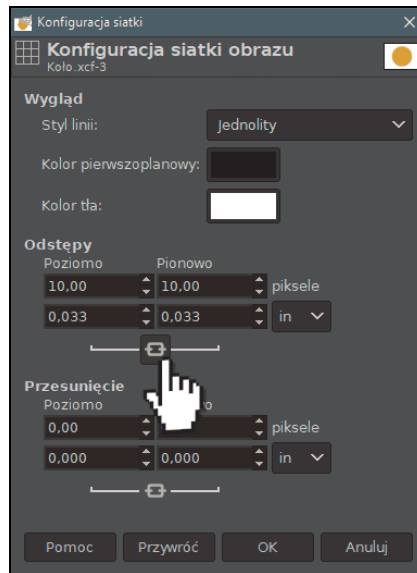 Konfiguracja siatki
Konfiguracja siatki obrazu
Koło.xcf-3
Wygląd
Styl linii: Jednolity
Kolor pierwszoplanowy:
Kolor tła:
Odstępy
Poziomo Pionowo
10,00 10,00 piksele
0,033 0,033 in
Przesunięcie
Poziomo
0,00 piksele
0,000 0,000 in
Pomoc Przywróć OK Anuluj